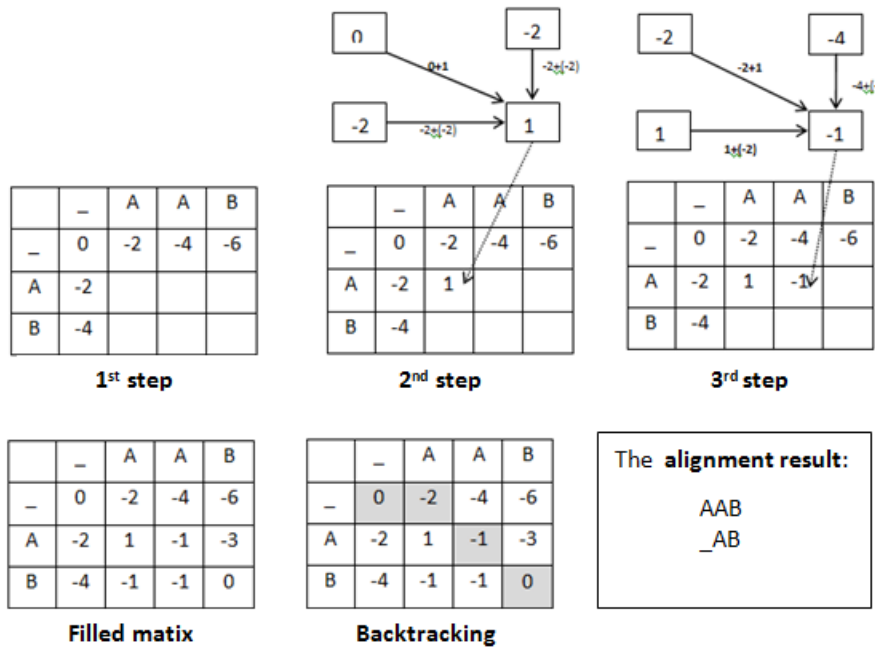 0 -2
0+1 -2+(-2)
-2 1
-2+(-2)
-2 -4
-2+1 -4+(
1 -1
1+(-2)
_ A A B
_ 0 -2 -4 -6
A -2
B -4
1st step
_ A A B
_ 0 -2 -4 -6
A -2 1
B -4
2nd step
_ A A B
_ 0 -2 -4 -6
A -2 1 -1
B -4
3rd step
_ A A B
_ 0 -2 -4 -6
A -2 1 -1 -3
B -4 -1 -1 0
Filled matix
_ A A B
_ 0 -2 -4 -6
A -2 1 -1 -3
B -4 -1 -1 0
Backtracking
The alignment result:
AAB
_AB